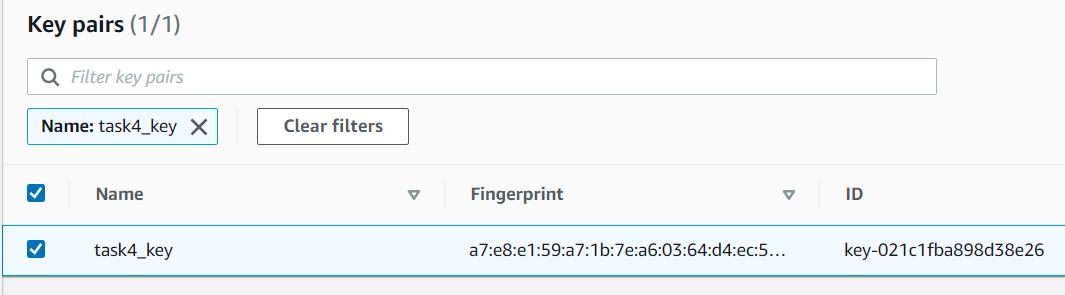 Key pairs (1/1)
Filter key pairs
Name: task4_key Clear filters
Name Fingerprint ID
task4_key a7:e8:e1:59:a7:1b:7e:a6:03:64:d4:ec:5... key-021c1fba898d38e26